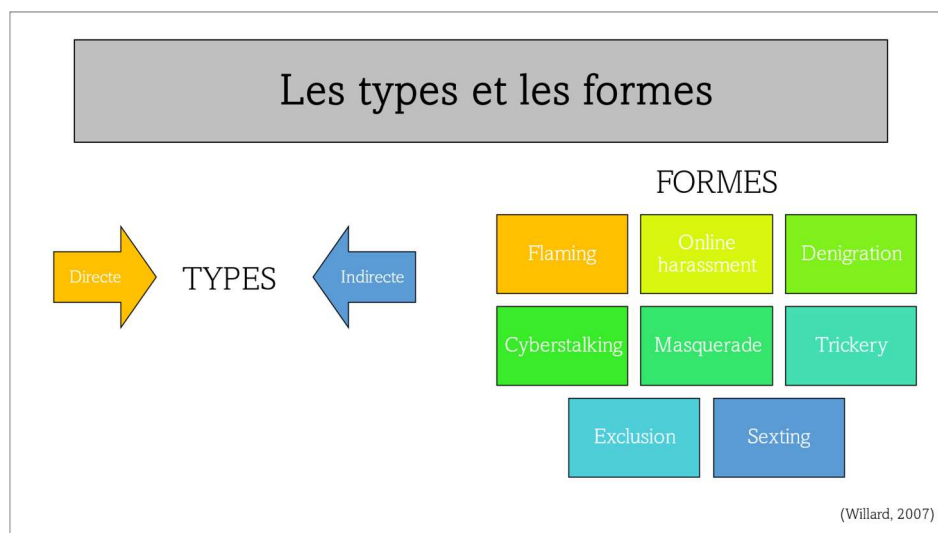 Les types et les formes
Directe
TYPES
Indirecte
FORMES
Flaming
Online
harassment
Denigration
Cyberstalking
Masquerade
Trickery
Exclusion
Sexting
(Willard, 2007)